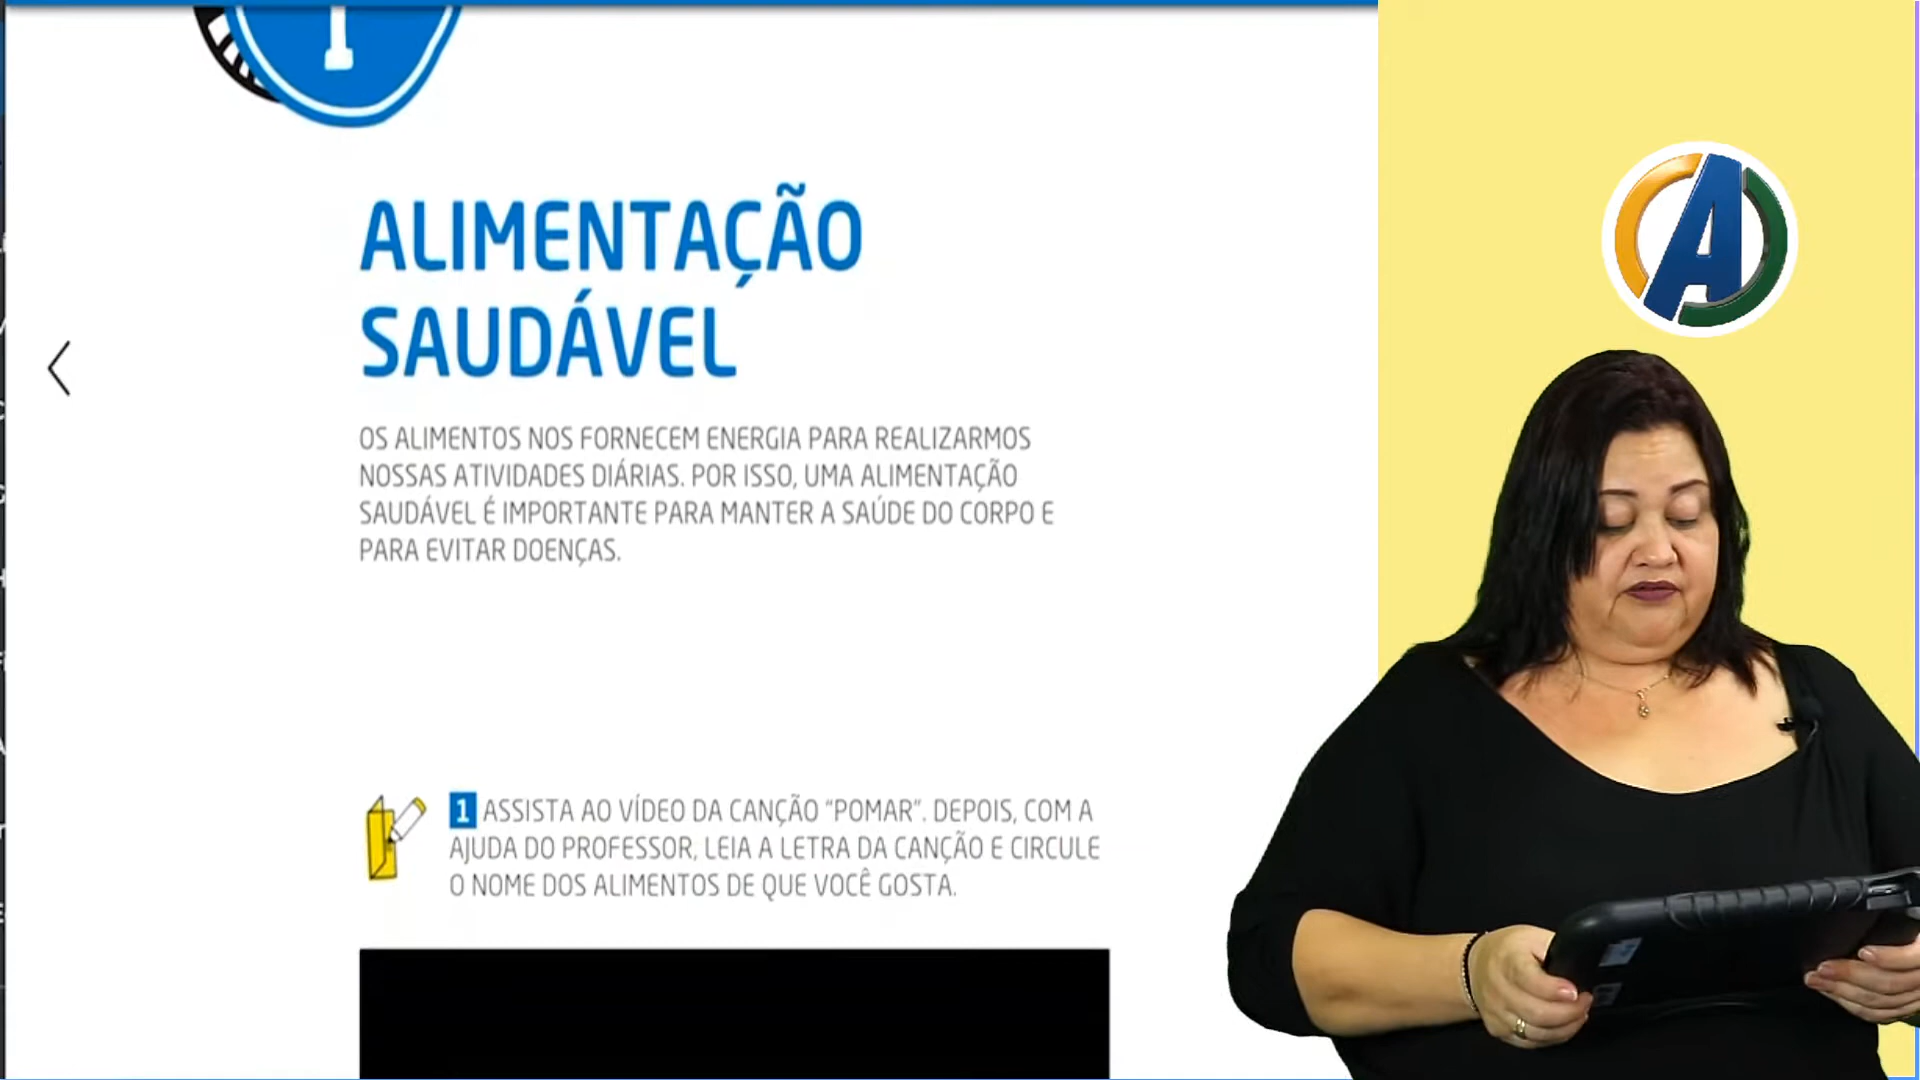 ALIMENTAÇÃO
SAUDÁVEL
OS ALIMENTOS NOS FORNECEM ENERGIA PARA REALIZARMOS
NOSSAS ATIVIDADES DIÁRIAS. POR ISSO, UMA ALIMENTAÇÃO
SAUDÁVEL É IMPORTANTE PARA MANTER A SAÚDE DO CORPO E
PARA EVITAR DOENÇAS.
1 ASSISTA AO VÍDEO DA CANÇÃO “POMAR”. DEPOIS, COM A
AJUDA DO PROFESSOR, LEIA A LETRA DA CANÇÃO E CIRCULE
O NOME DOS ALIMENTOS DE QUE VOCÊ GOSTA.
A